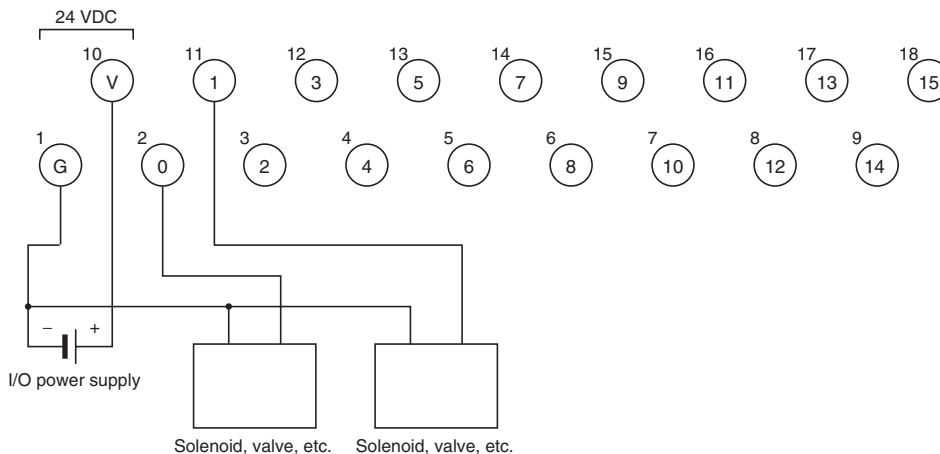 24 VDC
10 11 12 13 14 15 16 17 18
V 1 3 5 7 9 11 13 15
1 2 3 4 5 6 7 8 9
G 0 2 4 6 8 10 12 14
− +
I/O power supply
Solenoid, valve, etc. Solenoid, valve, etc.